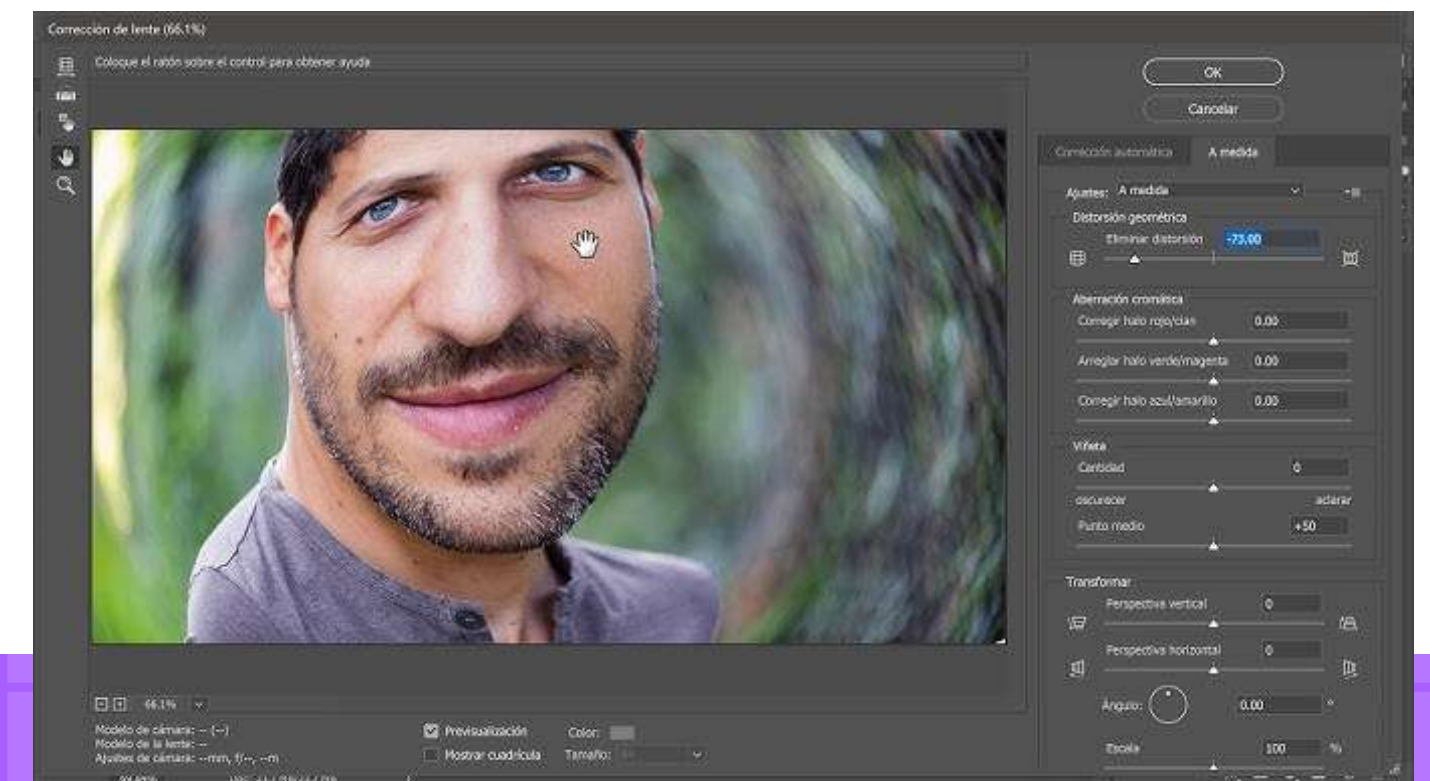 Corrección de lente (66.1%)
Coloque el ratón sobre el control para obtener ayuda
OK
Cancelar
Corrección automática A medida
Ajustes: A medida
Distorsión geométrica
Eliminar distorsión -73.00
Aberración cromática
Corregir halo rojo/cian 0.00
Arreglar halo verde/magenta 0.00
Corregir halo azul/amarillo 0.00
Viñeta
Cantidad 0
oscurecer aclarar
Punto medio +50
Transformar
Perspectiva vertical 0
Perspectiva horizontal 0
Ángulo: 0.00 °
Escala 100 %
66.1%
Modelo de cámara: -- (--)
Modelo de la lente: --
Ajustes de cámara: --mm, f/--, --m
Previsualización Color:
Mostrar cuadrícula Tamaño: